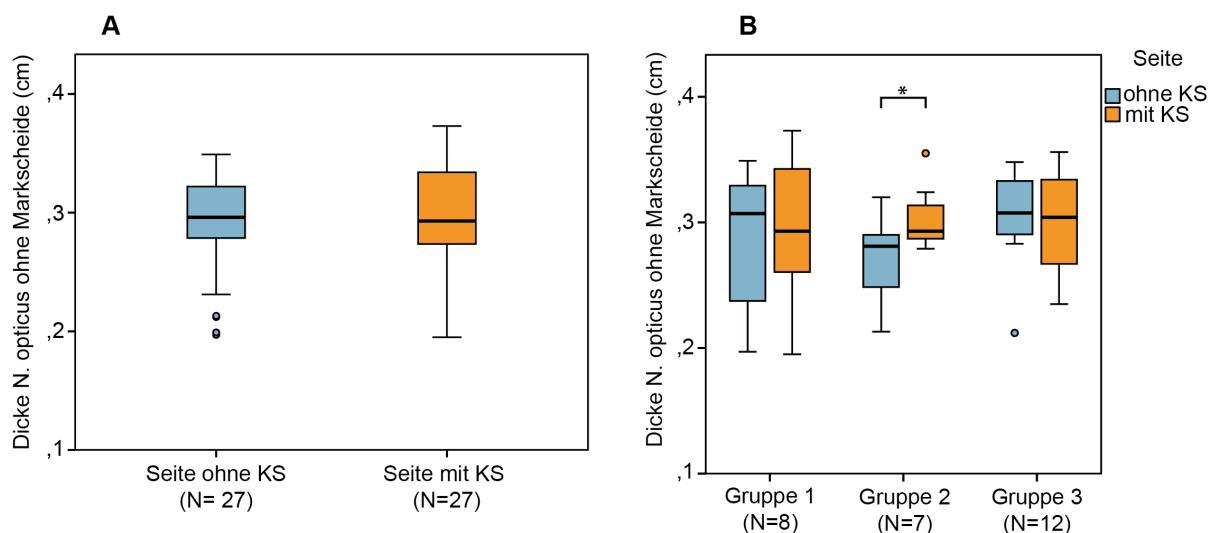 A
Dicke N. opticus ohne Markscheide (cm)
,4
,3
,2
,1
Seite ohne KS
(N= 27)
Seite mit KS
(N=27)
B
Dicke N. opticus ohne Markscheide (cm)
,4
,3
,2
,1
*
Gruppe 1
(N=8)
Gruppe 2
(N=7)
Gruppe 3
(N=12)
Seite
ohne KS
mit KS